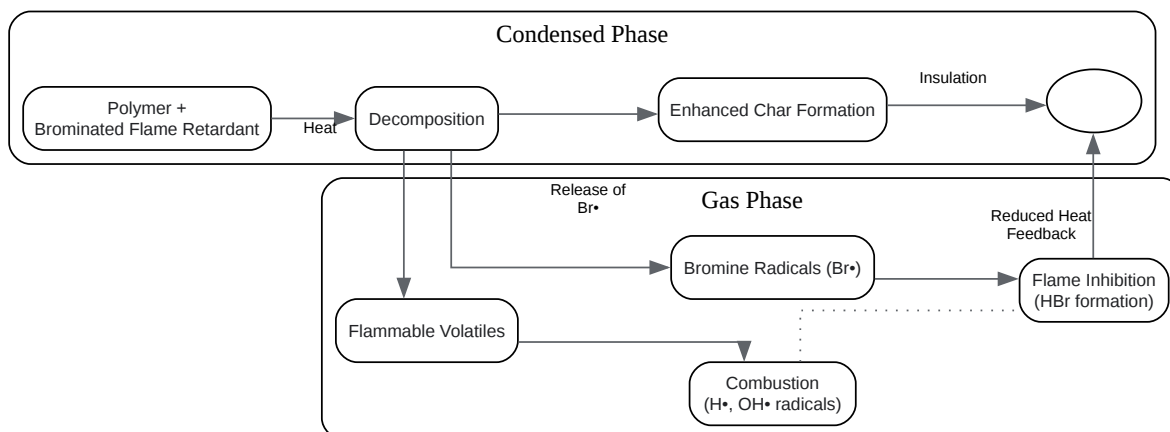 Condensed Phase
Polymer +
Brominated Flame Retardant
Heat
Decomposition
Enhanced Char Formation
Insulation
Gas Phase
Release of
Br•
Bromine Radicals (Br•)
Reduced Heat
Feedback
Flame Inhibition
(HBr formation)
Flammable Volatiles
Combustion
(H•, OH• radicals)